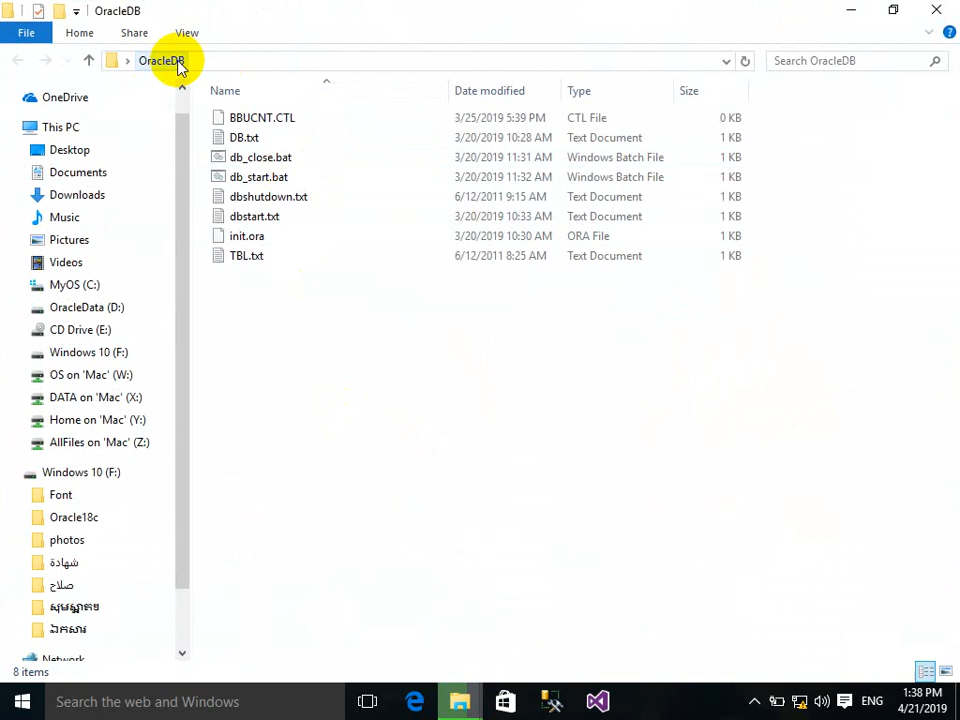 OracleDB
File Home Share View
OracleDB
Search OracleDB
Name Date modified Type Size
BBUCNT.CTL 3/25/2019 5:39 PM CTL File 0 KB
DB.txt 3/20/2019 10:28 AM Text Document 1 KB
db_close.bat 3/20/2019 11:31 AM Windows Batch File 1 KB
db_start.bat 3/20/2019 11:32 AM Windows Batch File 1 KB
dbshutdown.txt 6/12/2011 9:15 AM Text Document 1 KB
dbstart.txt 3/20/2019 10:33 AM Text Document 1 KB
init.ora 3/20/2019 10:30 AM ORA File 1 KB
TBL.txt 6/12/2011 8:25 AM Text Document 1 KB
OneDrive
This PC
Desktop
Documents
Downloads
Music
Pictures
Videos
MyOS (C:)
OracleData (D:)
CD Drive (E:)
Windows 10 (F:)
OS on 'Mac' (W:)
DATA on 'Mac' (X:)
Home on 'Mac' (Y:)
AllFiles on 'Mac' (Z:)
Windows 10 (F:)
Font
Oracle18c
photos
شهادة
صلاح
ឯកសារ
Network
8 items
Search the web and Windows
ENG
1:38 PM
4/21/2019